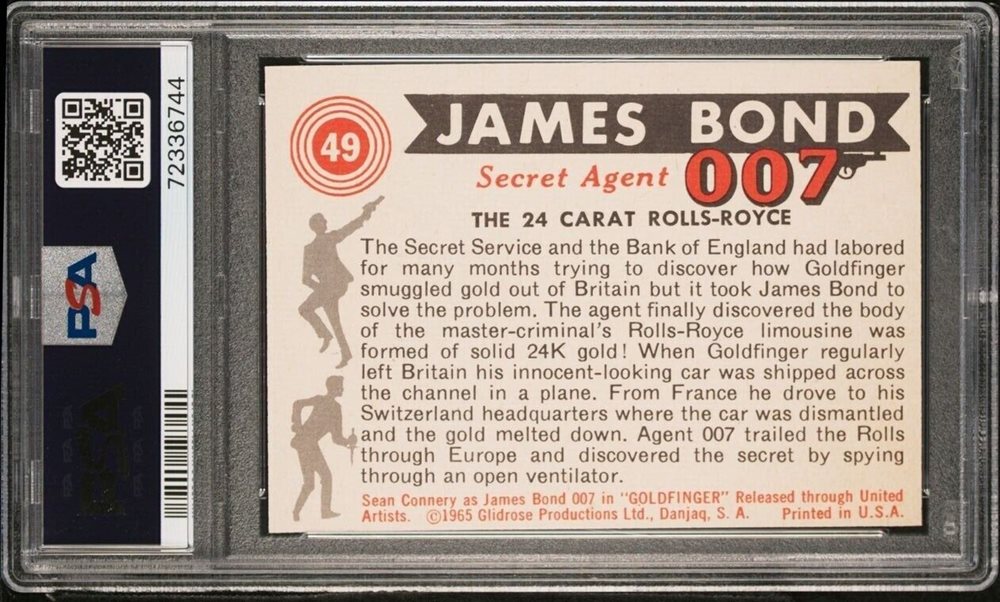 72336744
PSA
49
JAMES BOND
Secret Agent 007
THE 24 CARAT ROLLS-ROYCE
The Secret Service and the Bank of England had labored
for many months trying to discover how Goldfinger
smuggled gold out of Britain but it took James Bond to
solve the problem. The agent finally discovered the body
of the master-criminal's Rolls-Royce limousine was
formed of solid 24K gold! When Goldfinger regularly
left Britain his innocent-looking car was shipped across
the channel in a plane. From France he drove to his
Switzerland headquarters where the car was dismantled
and the gold melted down. Agent 007 trailed the Rolls
through Europe and discovered the secret by spying
through an open ventilator.
Sean Connery as James Bond 007 in "GOLDFINGER" Released through United
Artists. ©1965 Glidrose Productions Ltd., Danjaq, S. A. Printed in U.S.A.
PSA